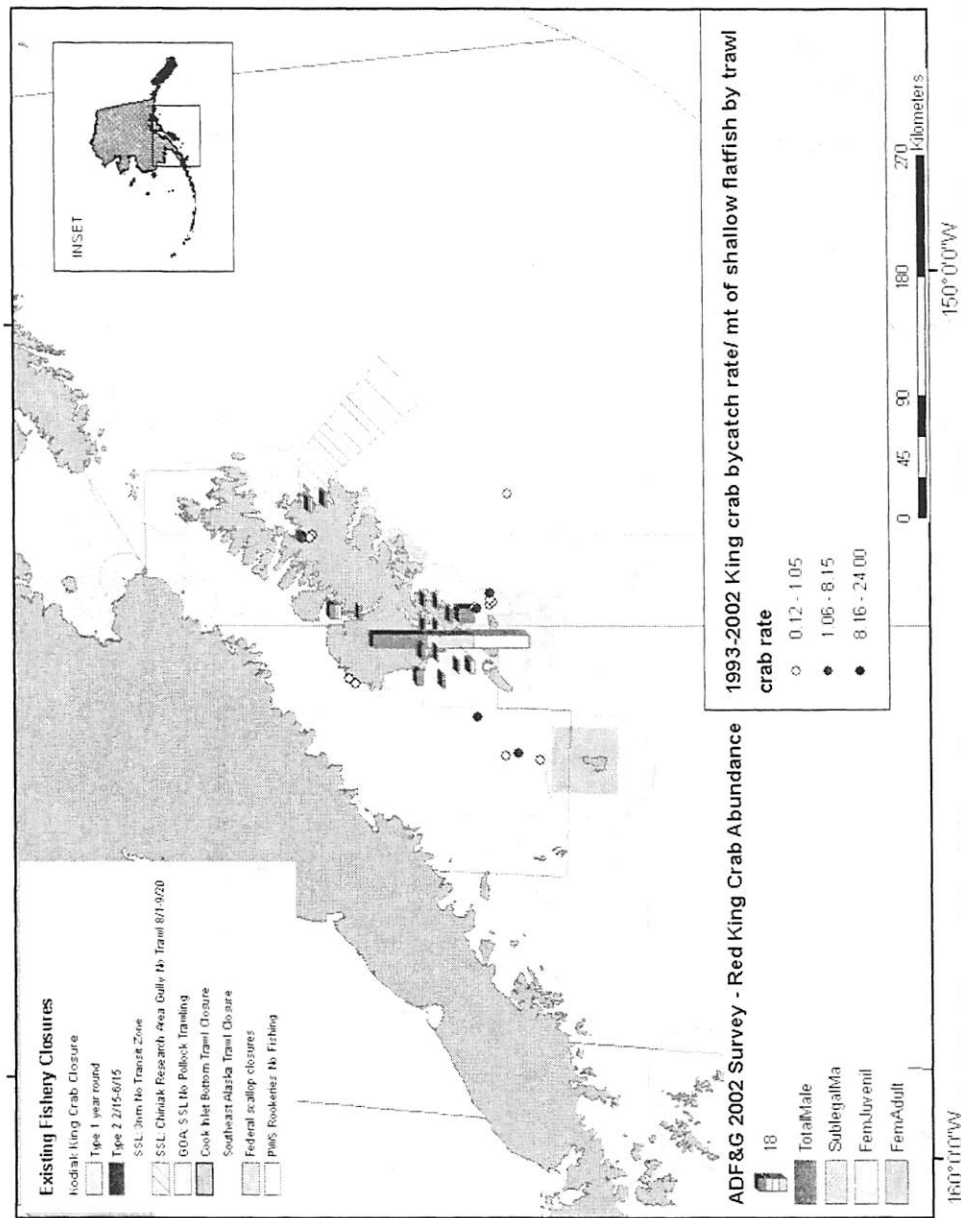 INSET
Existing Fishery Closures
Kodiak King Crab Closure
Type 1 year round
Type 2 2/15-6/15
SSL: 3nm No Transit Zone
SSL: Chiniak Research Area Gully No Trawl 8/1-9/20
GOA: SSL No Pollock Trawling
Cook Inlet Bottom Trawl Closure
Southeast Alaska Trawl Closure
Federal scallop closures
PWS Rookeries No Fishing
ADF&G 2002 Survey - Red King Crab Abundance
18
TotalMale
SublegalMa
FemJuvenil
FemAdult
1993-2002 King crab bycatch rate/ mt of shallow flatfish by trawl
crab rate
0.12 - 1.05
1.06 - 8.15
8.16 - 24.00
0 45 90 180 270
Kilometers
160°0'0"W
150°0'0"W